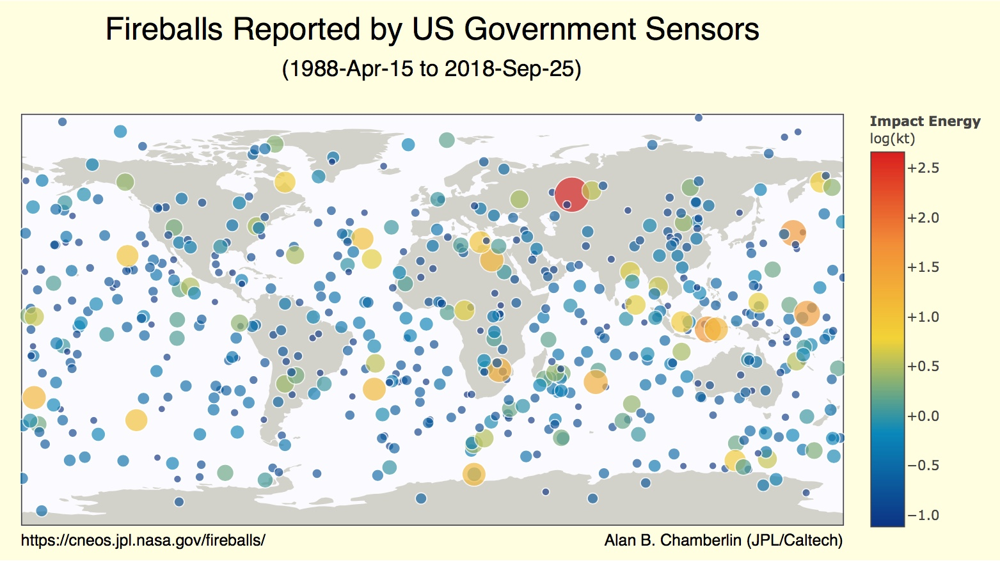 Fireballs Reported by US Government Sensors
(1988-Apr-15 to 2018-Sep-25)
Impact Energy
log(kt)
+2.5
+2.0
+1.5
+1.0
+0.5
+0.0
−0.5
−1.0
https://cneos.jpl.nasa.gov/fireballs/
Alan B. Chamberlin (JPL/Caltech)